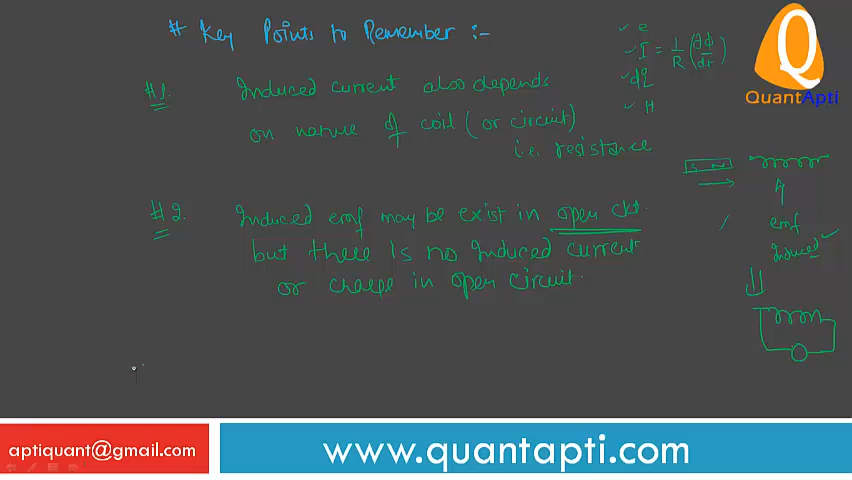 # Key Points to Remember :-
#1. Induced current also depends
on nature of coil (or circuit)
i.e. resistance
#2. Induced emf may be exist in open ckt.
but there is no induced current
or charge in open circuit.
e
I = 1/R (dϕ/dt)
dq
H
QuantApti
S N
emf
Induced
aptiquant@gmail.com
www.quantapti.com